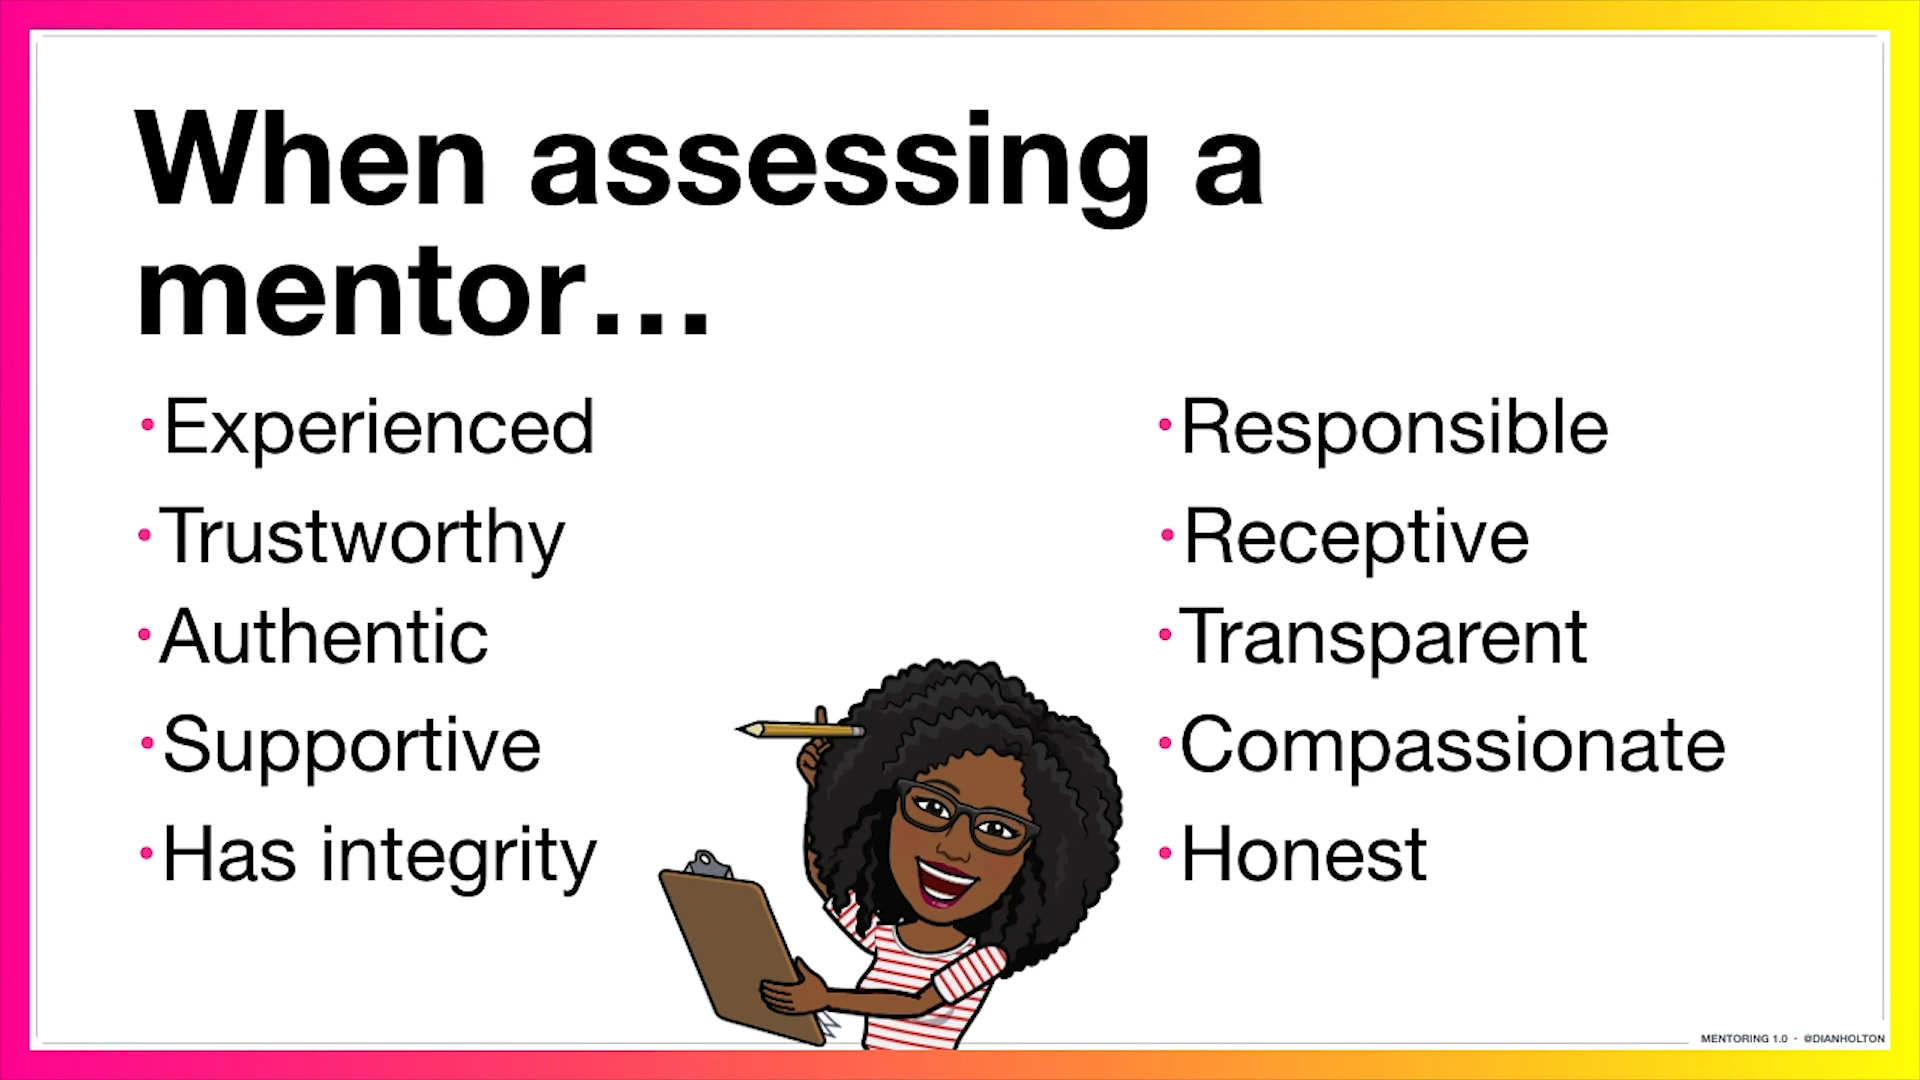 When assessing a
mentor...
•Experienced
•Trustworthy
•Authentic
•Supportive
•Has integrity
•Responsible
•Receptive
•Transparent
•Compassionate
•Honest
MENTORING 1.0 • @DIANHOLTON